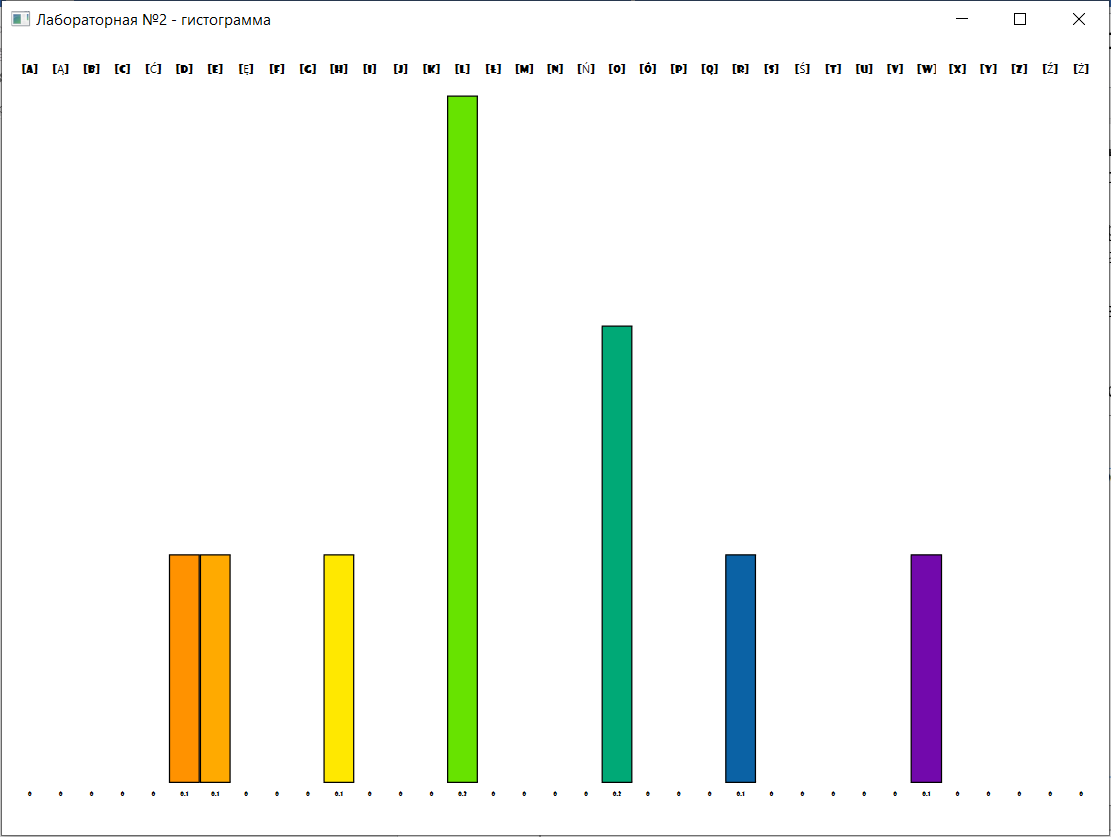 Лабораторная №2 - гистограмма
[A] [Ą] [B] [C] [Ć] [D] [E] [Ę] [F] [G] [H] [I] [J] [K] [L] [Ł] [M] [N] [Ń] [O] [Ó] [P] [Q] [R] [S] [Ś] [T] [U] [V] [W] [X] [Y] [Z] [Ź] [Ż]
0 0 0 0 0 0.1 0.1 0 0 0 0.1 0 0 0 0.3 0 0 0 0 0.2 0 0 0 0.1 0 0 0 0 0 0.1 0 0 0 0 0